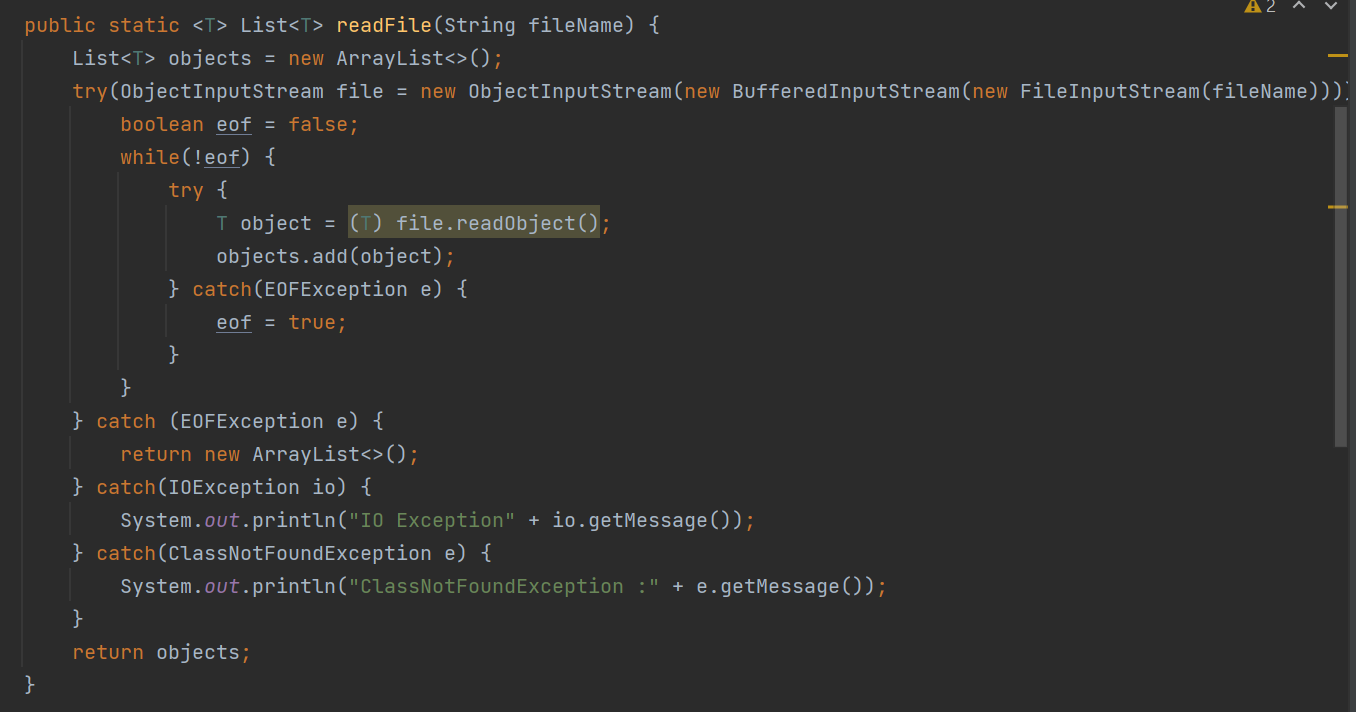 2
public static <T> List<T> readFile(String fileName) {
List<T> objects = new ArrayList<>();
try(ObjectInputStream file = new ObjectInputStream(new BufferedInputStream(new FileInputStream(fileName))))
boolean eof = false;
while(!eof) {
try {
T object = (T) file.readObject();
objects.add(object);
} catch(EOFException e) {
eof = true;
}
}
} catch (EOFException e) {
return new ArrayList<>();
} catch(IOException io) {
System.out.println("IO Exception" + io.getMessage());
} catch(ClassNotFoundException e) {
System.out.println("ClassNotFoundException :" + e.getMessage());
}
return objects;
}